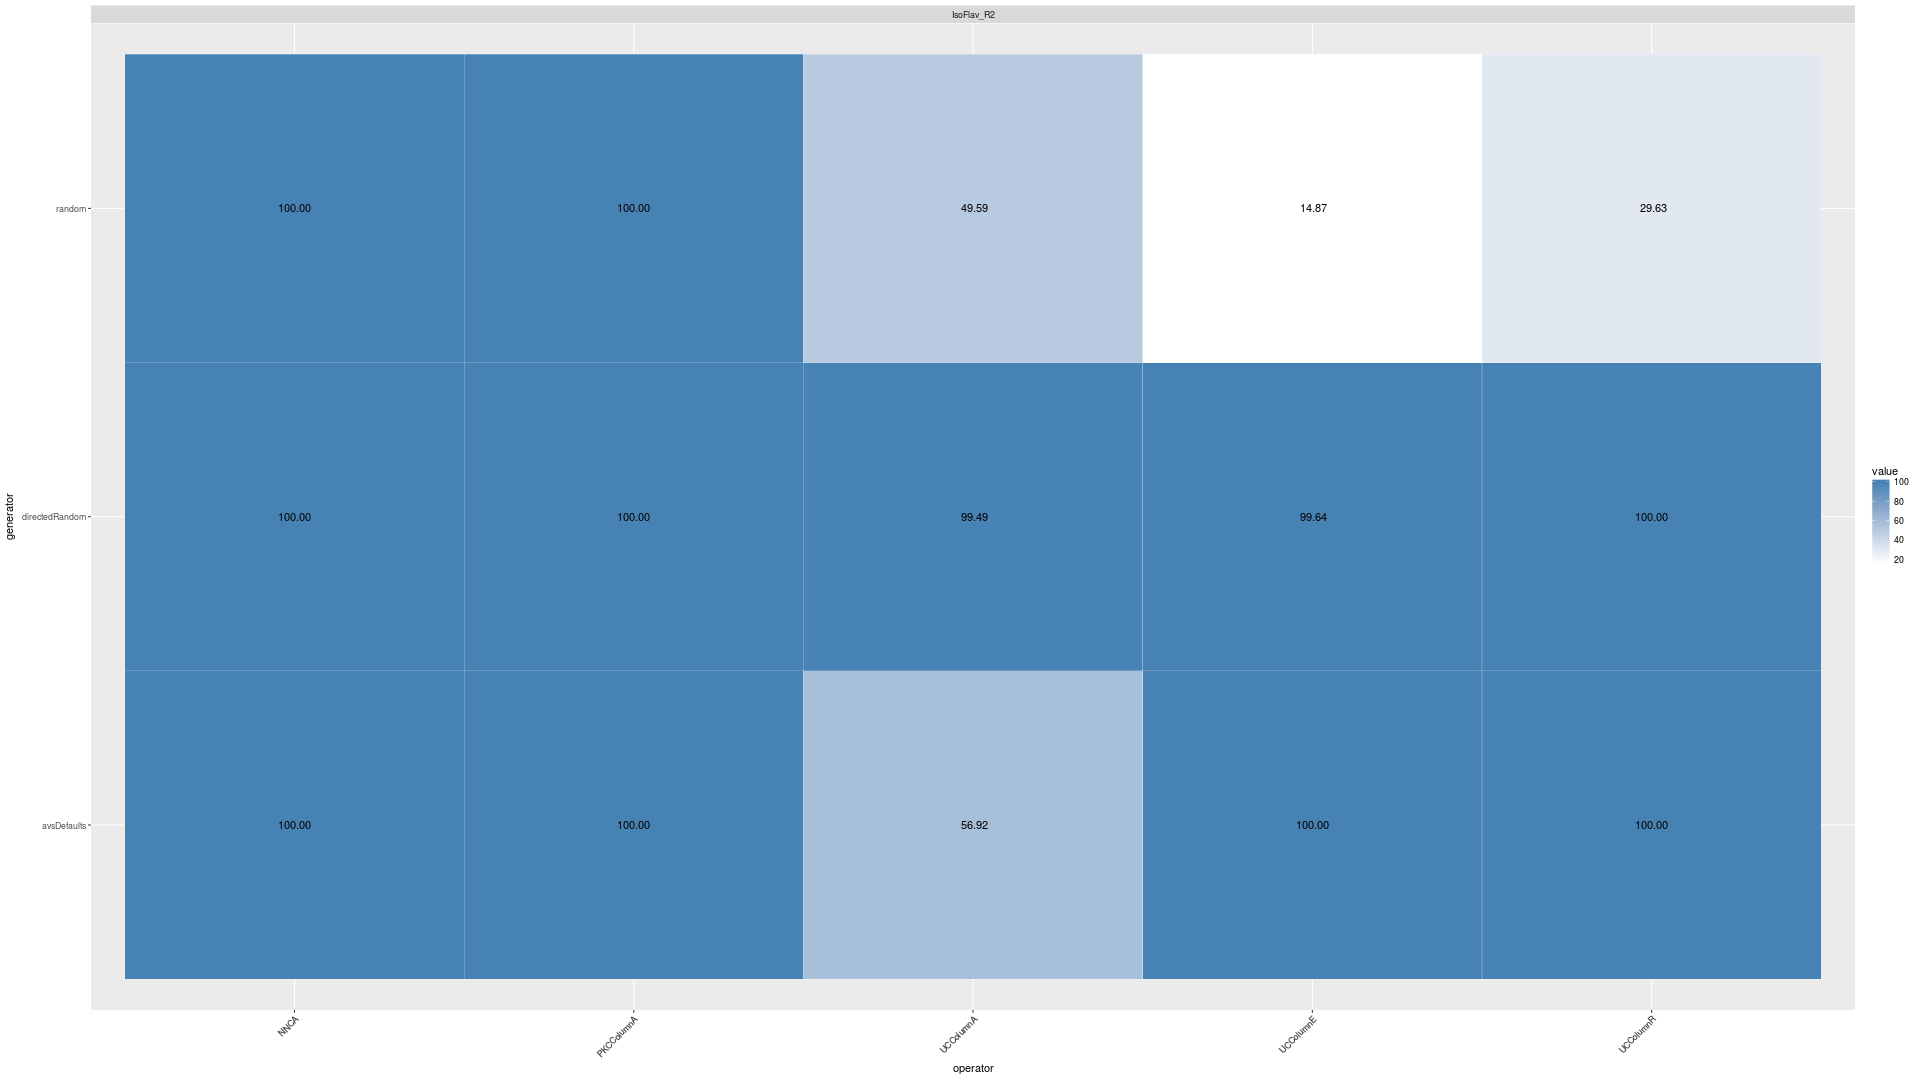 IsoFlav_R2
generator
random
100.00 100.00 49.59 14.87 29.63
directedRandom
100.00 100.00 99.49 99.64 100.00
avsDefaults
100.00 100.00 56.92 100.00 100.00
NNCA PKCColumnA UCColumnA UCColumnE UCColumnR
operator
value
100
80
60
40
20